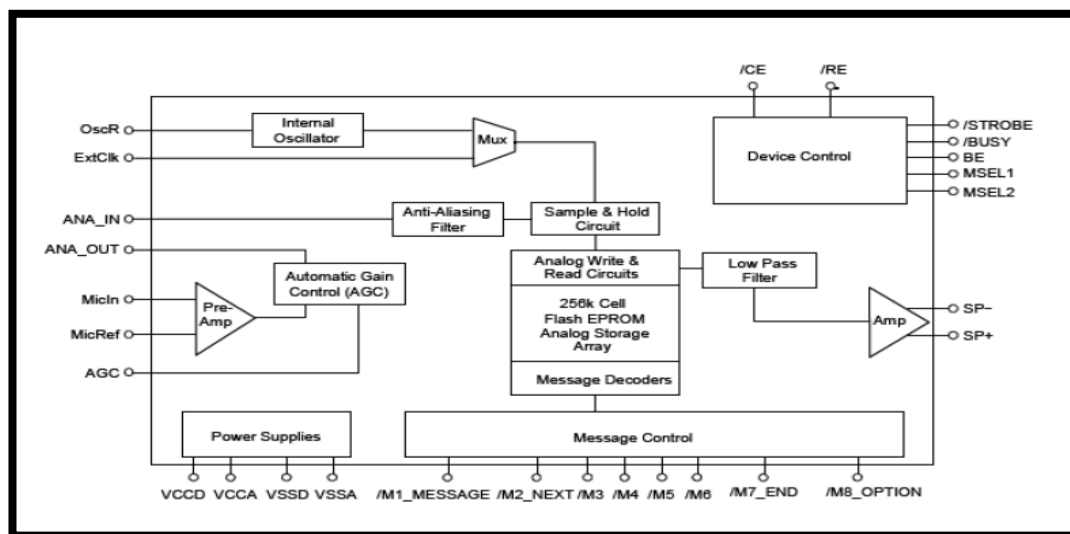 /CE
/RE
OscR
Internal
Oscillator
Mux
ExtClk
Device Control
/STROBE
/BUSY
BE
MSEL1
MSEL2
ANA_IN
Anti-Aliasing
Filter
Sample & Hold
Circuit
ANA_OUT
Automatic Gain
Control (AGC)
Analog Write &
Read Circuits
Low Pass
Filter
MicIn
Pre-
Amp
MicRef
256k Cell
Flash EPROM
Analog Storage
Array
Amp
SP–
SP+
AGC
Message Decoders
Power Supplies
Message Control
VCCD
VCCA
VSSD
VSSA
/M1_MESSAGE
/M2_NEXT
/M3
/M4
/M5
/M6
/M7_END
/M8_OPTION